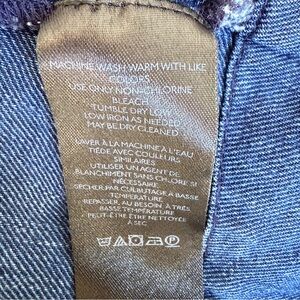 MACHINE WASH WARM WITH LIKE
COLORS
USE ONLY NON-CHLORINE
BLEACH
TUMBLE DRY LOW
LOW IRON AS NEEDED
MAY BE DRY CLEANED
LAVER À LA MACHINE À L'EAU
TIÈDE AVEC COULEURS
SIMILAIRES
UTILISER UN AGENT DE
BLANCHIMENT SANS CHLORE SI
NÉCESSAIRE
SÉCHER PAR CULBUTAGE À BASSE
TEMPÉRATURE
REPASSER, AU BESOIN À TRÈS
BASSE TEMPÉRATURE
PEUT-ÊTRE ÊTRE NETTOYÉ
À SEC